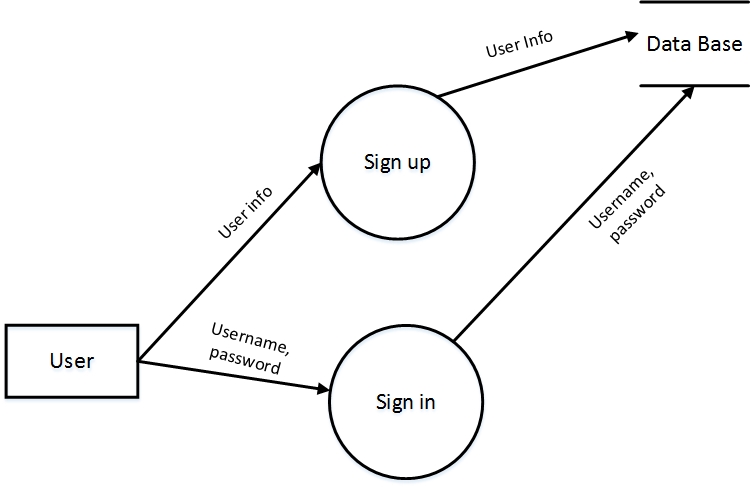 User Info
Data Base
Sign up
User info
Username,
password
Username,
password
User
Sign in